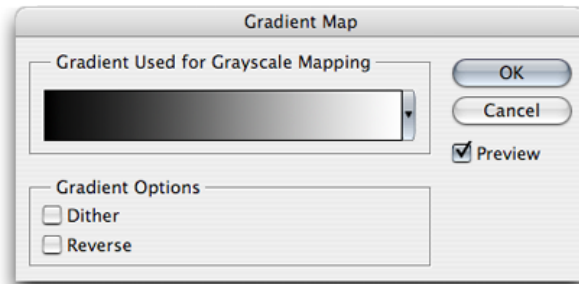 Gradient Map
Gradient Used for Grayscale Mapping
OK
Cancel
Preview
Gradient Options
Dither
Reverse